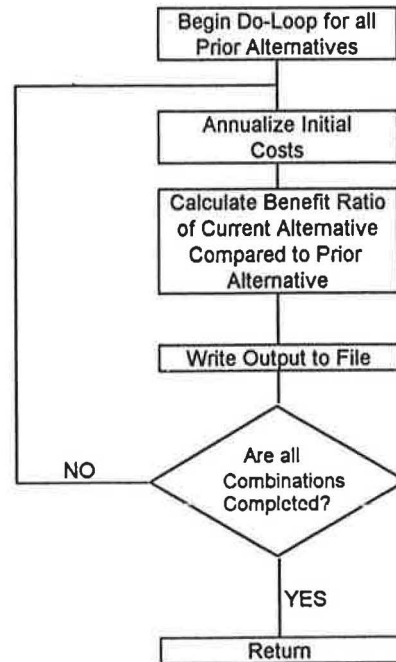 Begin Do-Loop for all
Prior Alternatives
Annualize Initial
Costs
Calculate Benefit Ratio
of Current Alternative
Compared to Prior
Alternative
Write Output to File
Are all
Combinations
Completed?
NO
YES
Return